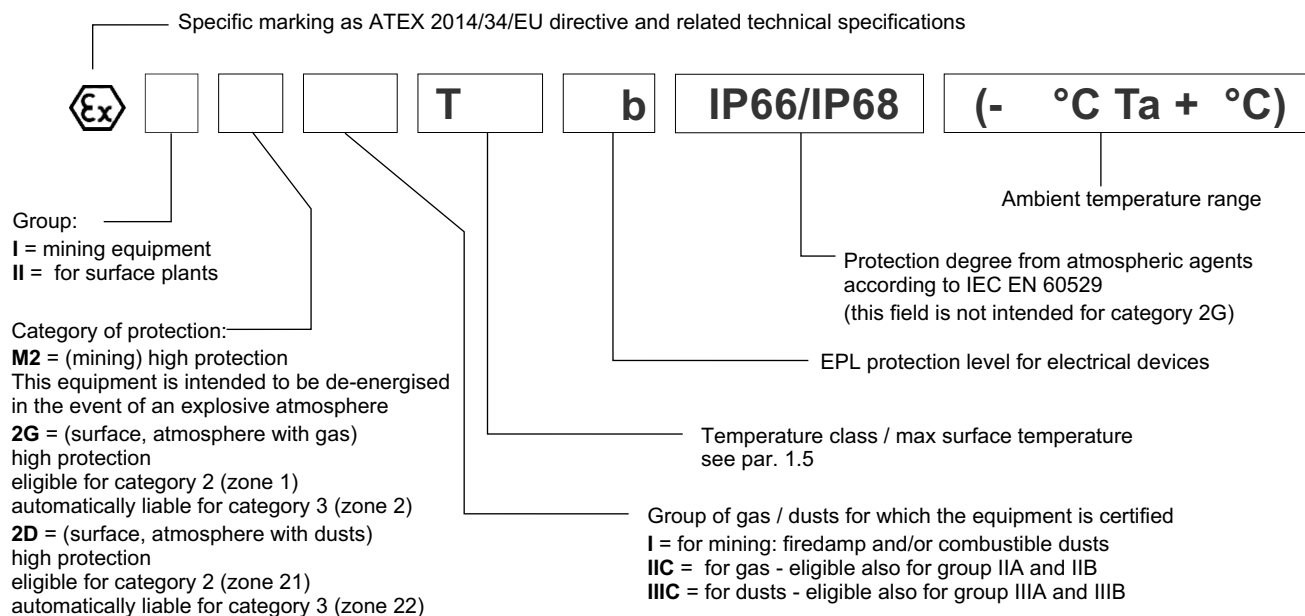 Specific marking as ATEX 2014/34/EU directive and related technical specifications
Ex T b IP66/IP68 (- °C Ta + °C)
Ambient temperature range
Group:
I = mining equipment
II = for surface plants
Protection degree from atmospheric agents
according to IEC EN 60529
(this field is not intended for category 2G)
Category of protection:
M2 = (mining) high protection
This equipment is intended to be de-energised
in the event of an explosive atmosphere
2G = (surface, atmosphere with gas)
high protection
eligible for category 2 (zone 1)
automatically liable for category 3 (zone 2)
2D = (surface, atmosphere with dusts)
high protection
eligible for category 2 (zone 21)
automatically liable for category 3 (zone 22)
EPL protection level for electrical devices
Temperature class / max surface temperature
see par. 1.5
Group of gas / dusts for which the equipment is certified
I = for mining: firedamp and/or combustible dusts
IIC = for gas - eligible also for group IIA and IIB
IIIC = for dusts - eligible also for group IIIA and IIIB